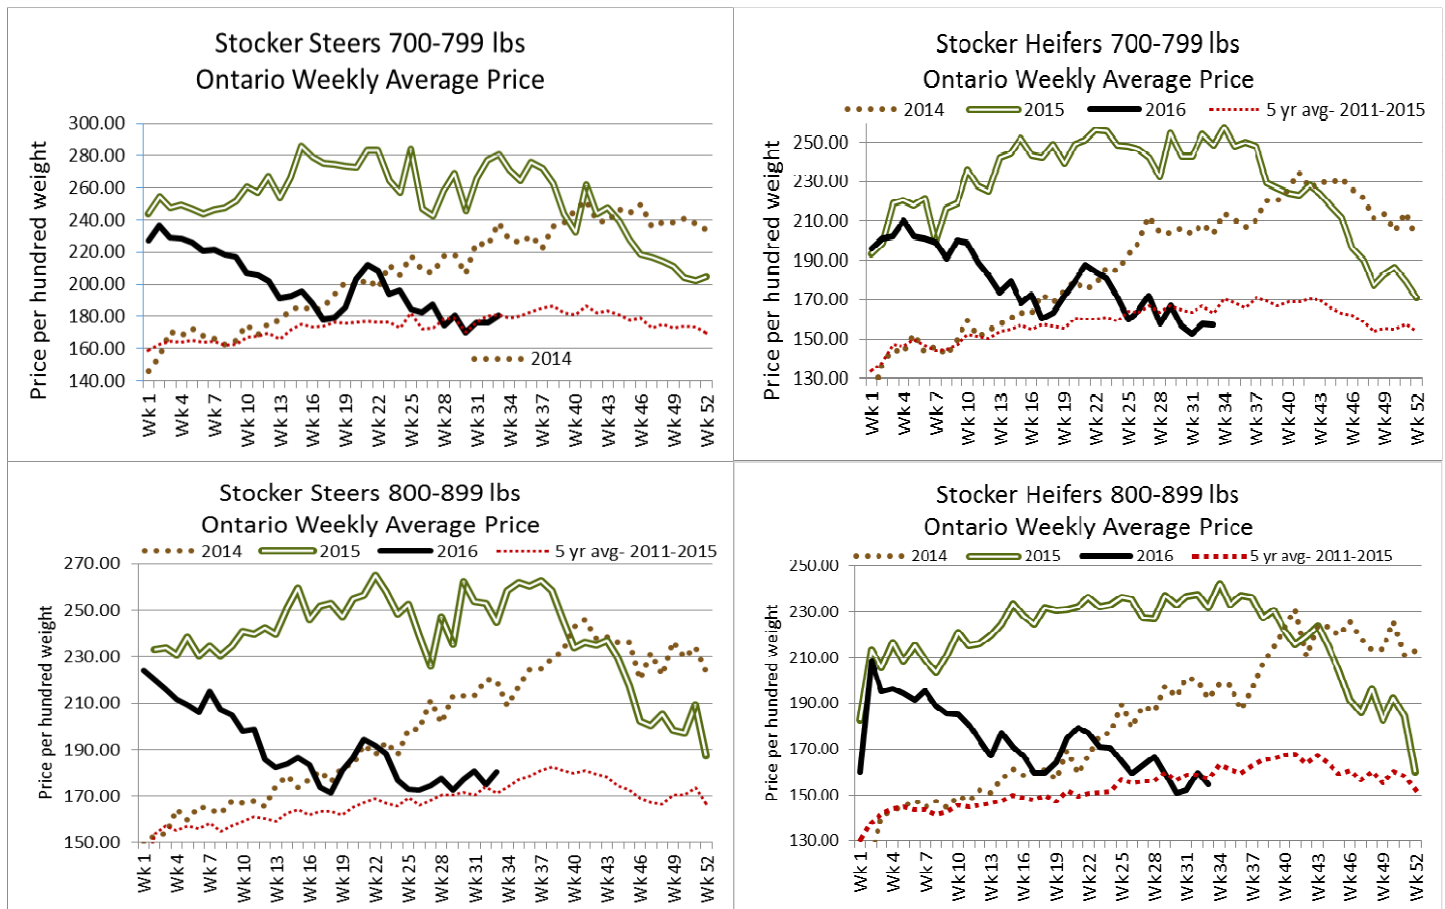 Stocker Steers 700-799 lbs
Ontario Weekly Average Price
Price per hundred weight
300.00
280.00
260.00
240.00
220.00
200.00
180.00
160.00
140.00
2014
Wk 1 Wk 4 Wk 7 Wk 10 Wk 13 Wk 16 Wk 19 Wk 22 Wk 25 Wk 28 Wk 31 Wk 34 Wk 37 Wk 40 Wk 43 Wk 46 Wk 49 Wk 52
Stocker Heifers 700-799 lbs
Ontario Weekly Average Price
2014 2015 2016 5 yr avg- 2011-2015
Price per hundred weight
250.00
230.00
210.00
190.00
170.00
150.00
130.00
Wk 1 Wk 4 Wk 7 Wk 10 Wk 13 Wk 16 Wk 19 Wk 22 Wk 25 Wk 28 Wk 31 Wk 34 Wk 37 Wk 40 Wk 43 Wk 46 Wk 49 Wk 52
Stocker Steers 800-899 lbs
Ontario Weekly Average Price
2014 2015 2016 5 yr avg- 2011-2015
Price per hundred weight
270.00
250.00
230.00
210.00
190.00
170.00
150.00
Wk 1 Wk 4 Wk 7 Wk 10 Wk 13 Wk 16 Wk 19 Wk 22 Wk 25 Wk 28 Wk 31 Wk 34 Wk 37 Wk 40 Wk 43 Wk 46 Wk 49 Wk 52
Stocker Heifers 800-899 lbs
Ontario Weekly Average Price
2014 2015 2016 5 yr avg- 2011-2015
Price per hundred weight
250.00
230.00
210.00
190.00
170.00
150.00
130.00
Wk 1 Wk 4 Wk 7 Wk 10 Wk 13 Wk 16 Wk 19 Wk 22 Wk 25 Wk 28 Wk 31 Wk 34 Wk 37 Wk 40 Wk 43 Wk 46 Wk 49 Wk 52